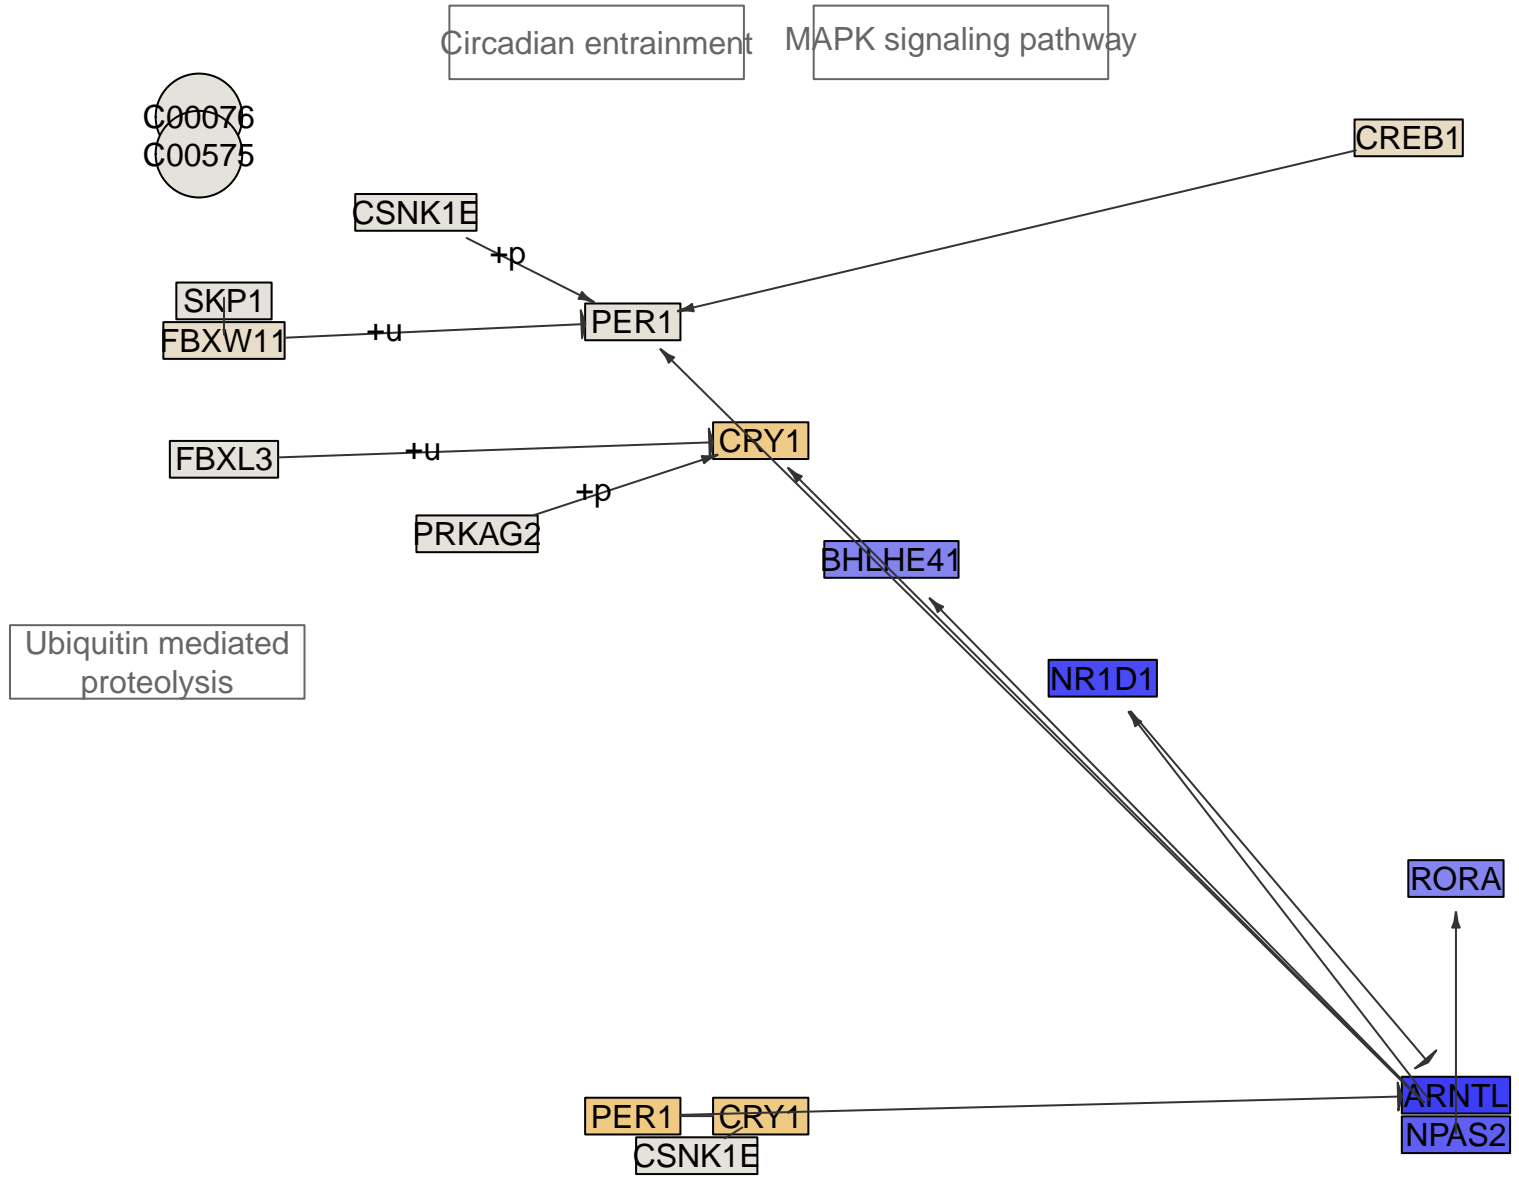 Circadian entrainment
MAPK signaling pathway
C00076
C00575
CREB1
CSNK1E
+p
SKP1
FBXW11
+u
PER1
CRY1
FBXL3
+u
+p
PRKAG2
BHLHE41
Ubiquitin mediated
proteolysis
NR1D1
RORA
ARNTL
NPAS2
PER1
CRY1
CSNK1E